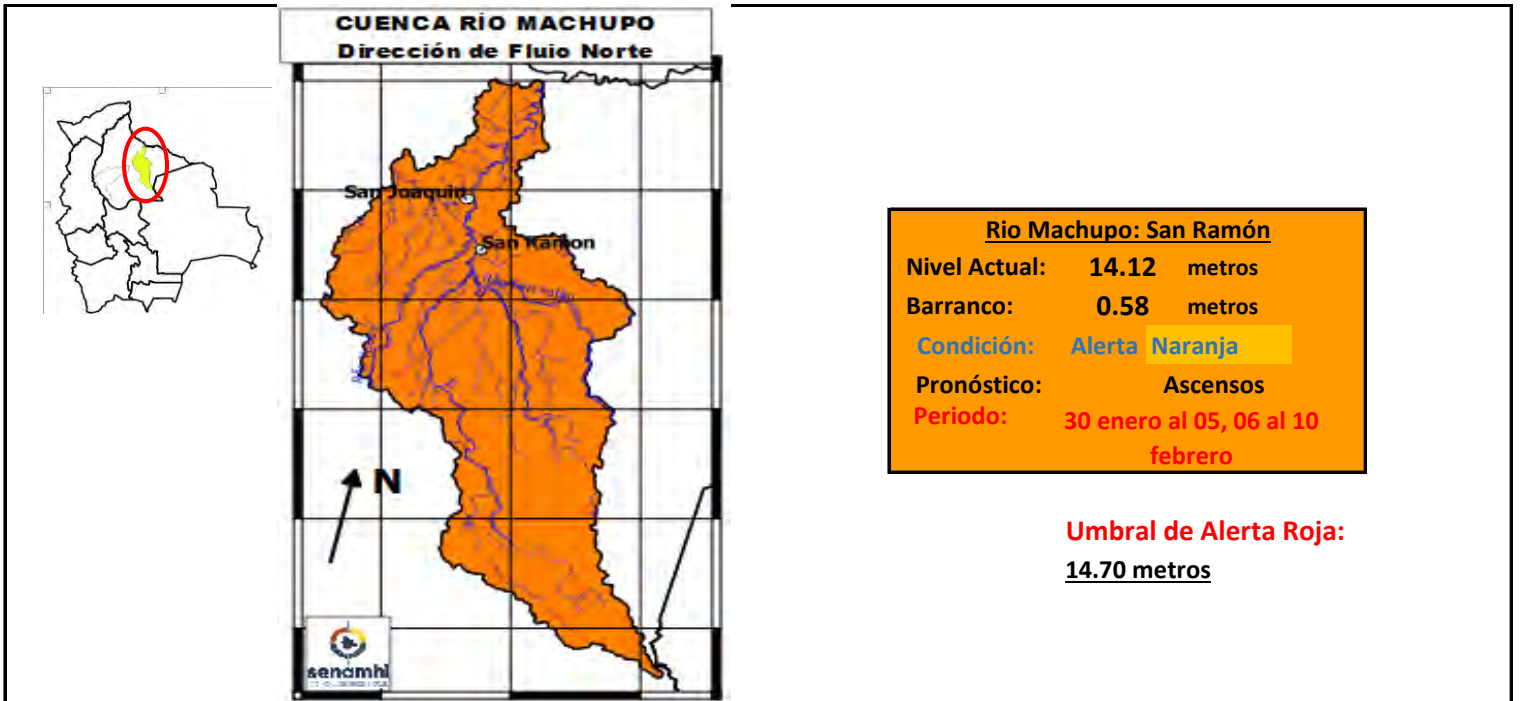 CUENCA RÍO MACHUPO
Dirección de Fluio Norte
San Joaquin
San Ramon
N
senamhi
Rio Machupo: San Ramón
Nivel Actual: 14.12 metros
Barranco: 0.58 metros
Condición: Alerta Naranja
Pronóstico: Ascensos
Periodo: 30 enero al 05, 06 al 10
febrero
Umbral de Alerta Roja:
14.70 metros